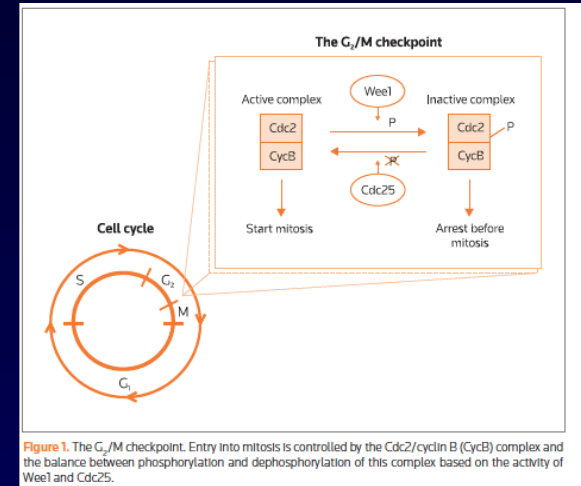 The G₂/M checkpoint
Wee1
Active complex
Inactive complex
Cdc2
P
Cdc2
P
CycB
P
CycB
Cdc25
Start mitosis
Arrest before
mitosis
Cell cycle
S
G₂
M
G₁
Figure 1. The G₂/M checkpoint. Entry into mitosis is controlled by the Cdc2/cyclin B (CycB) complex and
the balance between phosphorylation and dephosphorylation of this complex based on the activity of
Wee1 and Cdc25.